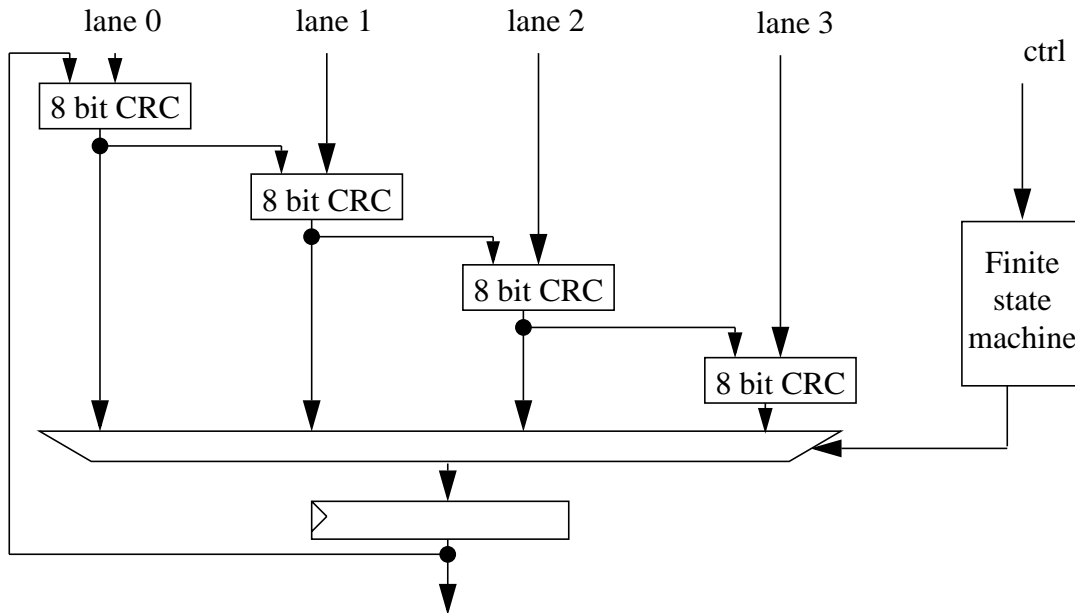 lane 0
lane 1
lane 2
lane 3
ctrl
8 bit CRC
8 bit CRC
8 bit CRC
8 bit CRC
Finite
state
machine